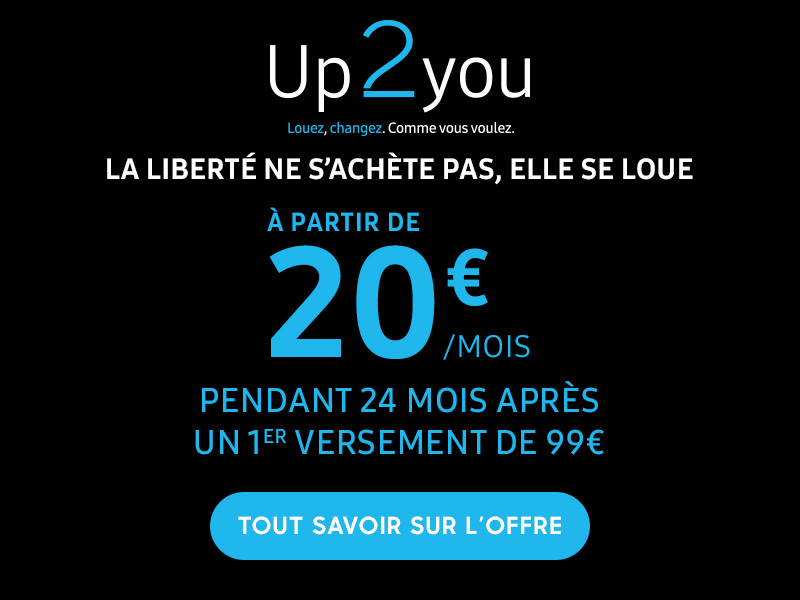 Up2you
Louez, changez. Comme vous voulez.
LA LIBERTÉ NE S’ACHÈTE PAS, ELLE SE LOUE
À PARTIR DE
20€
/MOIS
PENDANT 24 MOIS APRÈS
UN 1ER VERSEMENT DE 99€
TOUT SAVOIR SUR L’OFFRE